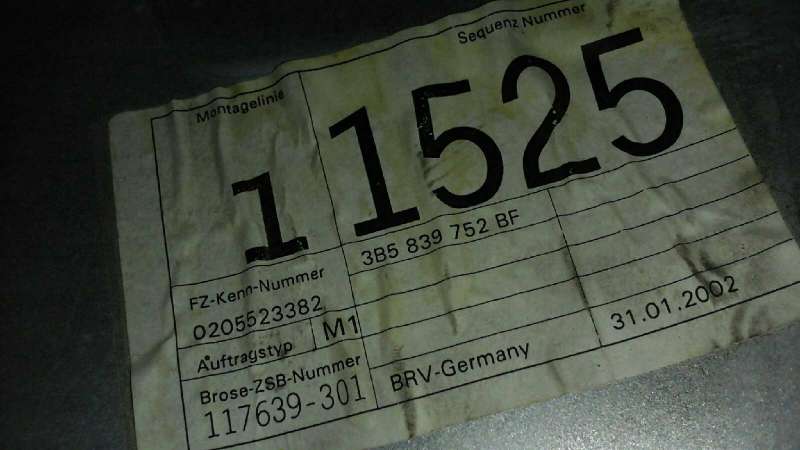 Montagelinie
Sequenz Nummer
1
1525
3B5 839 752 BF
FZ-Kenn-Nummer
0205523382
Auftragstyp
M1
31.01.2002
Brose-ZSB-Nummer
117639-301
BRV-Germany